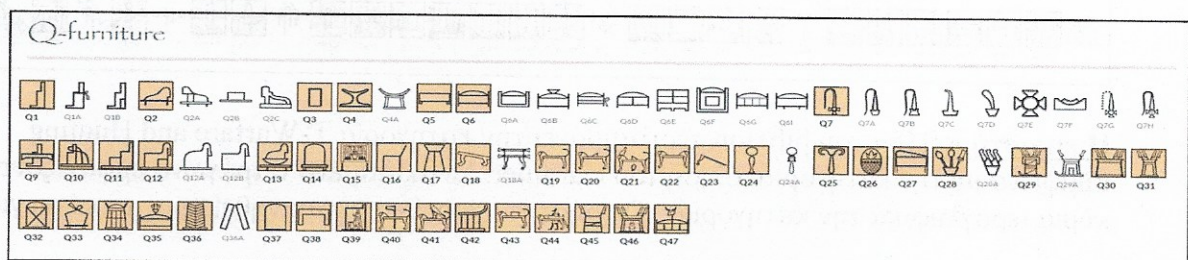 Q-furniture
Q1 Q1A Q1B Q2 Q2A Q2B Q2C Q3 Q4 Q4A Q5 Q6 Q6A Q6B Q6C Q6D Q6E Q6F Q6G Q6I Q7 Q7A Q7B Q7C Q7D Q7E Q7F Q7G Q7H
Q9 Q10 Q11 Q12 Q12A Q12B Q13 Q14 Q15 Q16 Q17 Q18 Q18A Q19 Q20 Q21 Q22 Q23 Q24 Q24A Q25 Q26 Q27 Q28 Q28A Q29 Q29A Q30 Q31
Q32 Q33 Q34 Q35 Q36 Q36A Q37 Q38 Q39 Q40 Q41 Q42 Q43 Q44 Q45 Q46 Q47